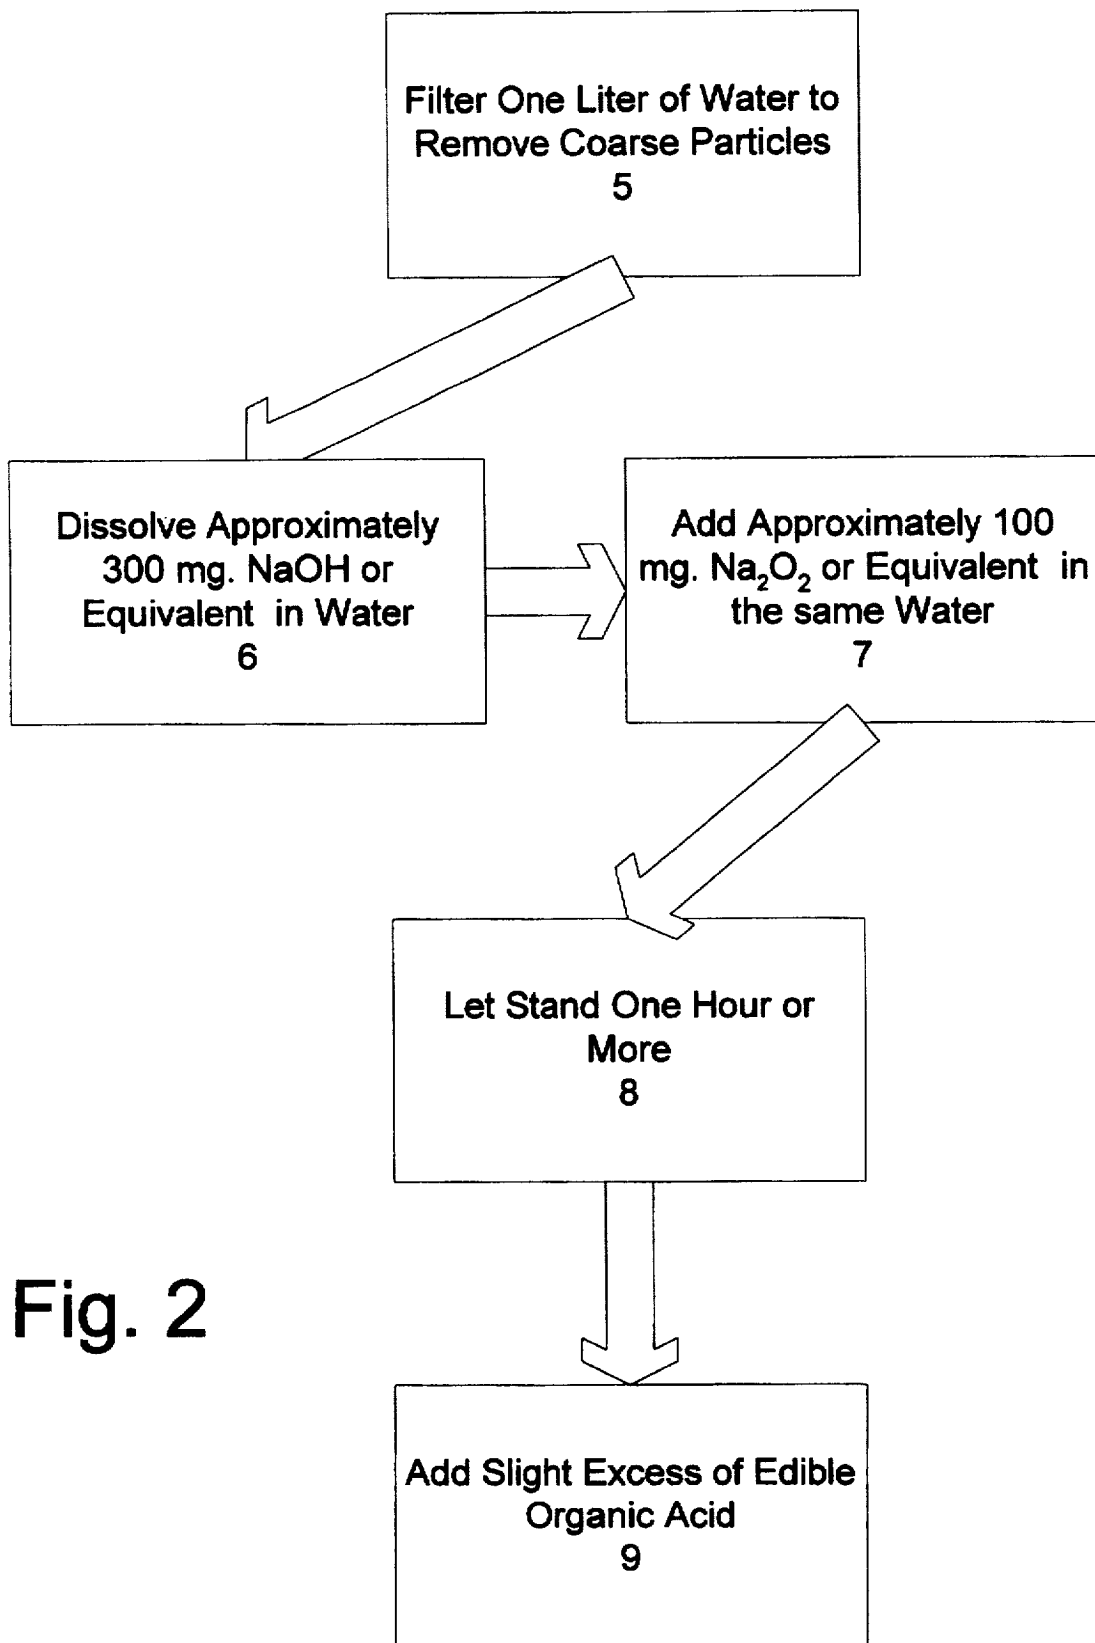 Filter One Liter of Water to
Remove Coarse Particles
5
Dissolve Approximately
300 mg. NaOH or
Equivalent in Water
6
Add Approximately 100
mg. Na₂O₂ or Equivalent in
the same Water
7
Let Stand One Hour or
More
8
Fig. 2
Add Slight Excess of Edible
Organic Acid
9